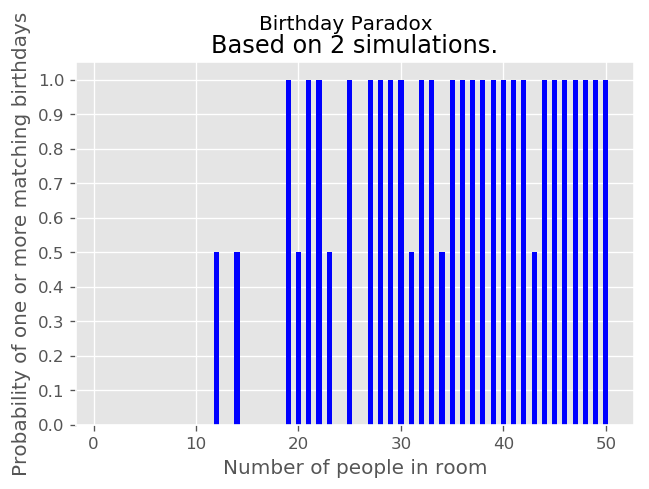 Birthday Paradox
Based on 2 simulations.
Probability of one or more matching birthdays
1.0
0.9
0.8
0.7
0.6
0.5
0.4
0.3
0.2
0.1
0.0
0 10 20 30 40 50
Number of people in room